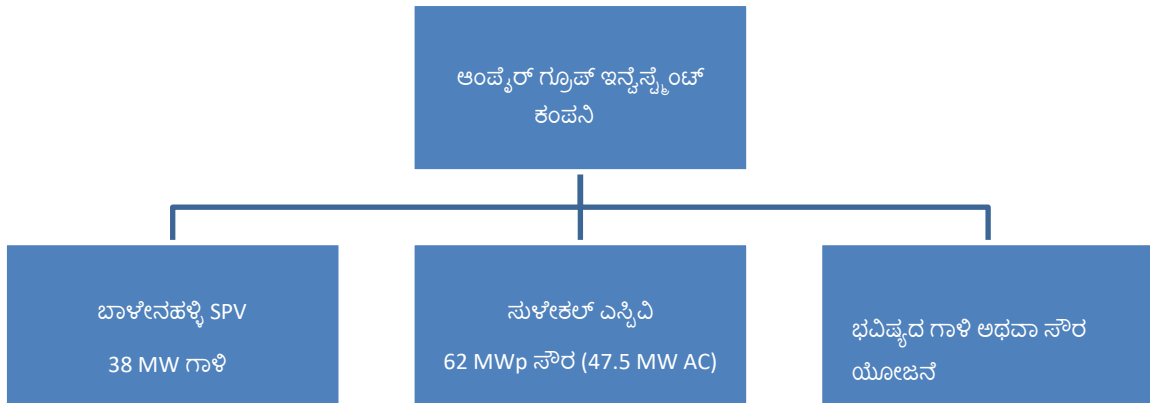 ಆಂಪೈರ್ ಗ್ರೂಪ್ ಇನ್ವೆಸ್ಟ್ಮೆಂಟ್
ಕಂಪನಿ
ಬಾಳೇನಹಳ್ಳಿ SPV
38 MW ಗಾಳಿ
ಸುಳೇಕಲ್ ಎಸ್ಪಿವಿ
62 MWp ಸೌರ (47.5 MW AC)
ಭವಿಷ್ಯದ ಗಾಳಿ ಅಥವಾ ಸೌರ
ಯೋಜನೆ